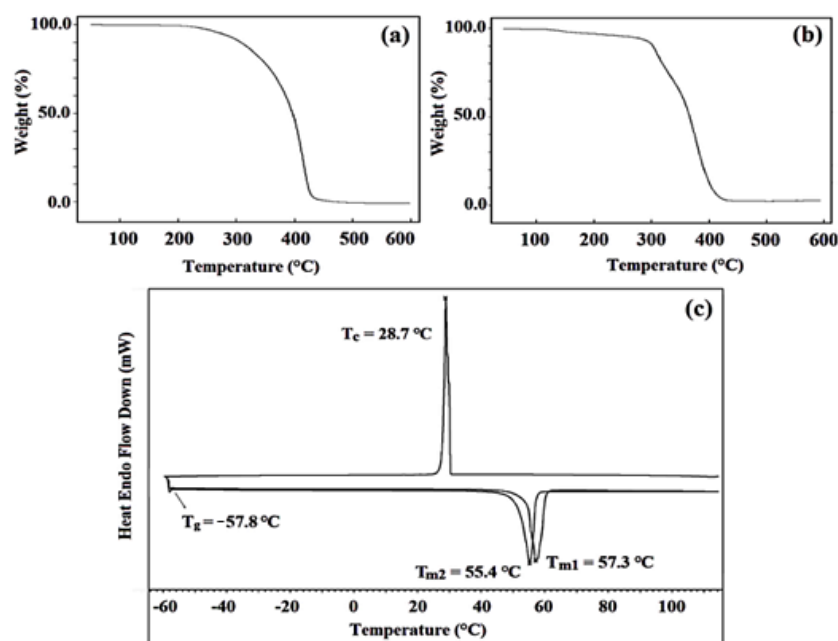 100.0
50.0
0.0
Weight (%)
(a)
100 200 300 400 500 600
Temperature (°C)
100.0
50.0
0.0
Weight (%)
(b)
100 200 300 400 500 600
Temperature (°C)
(c)
Heat Endo Flow Down (mW)
Tc = 28.7 °C
Tg = −57.8 °C
Tm2 = 55.4 °C
Tm1 = 57.3 °C
-60 -20 0 20 40 60 80 100
Temperature (°C)